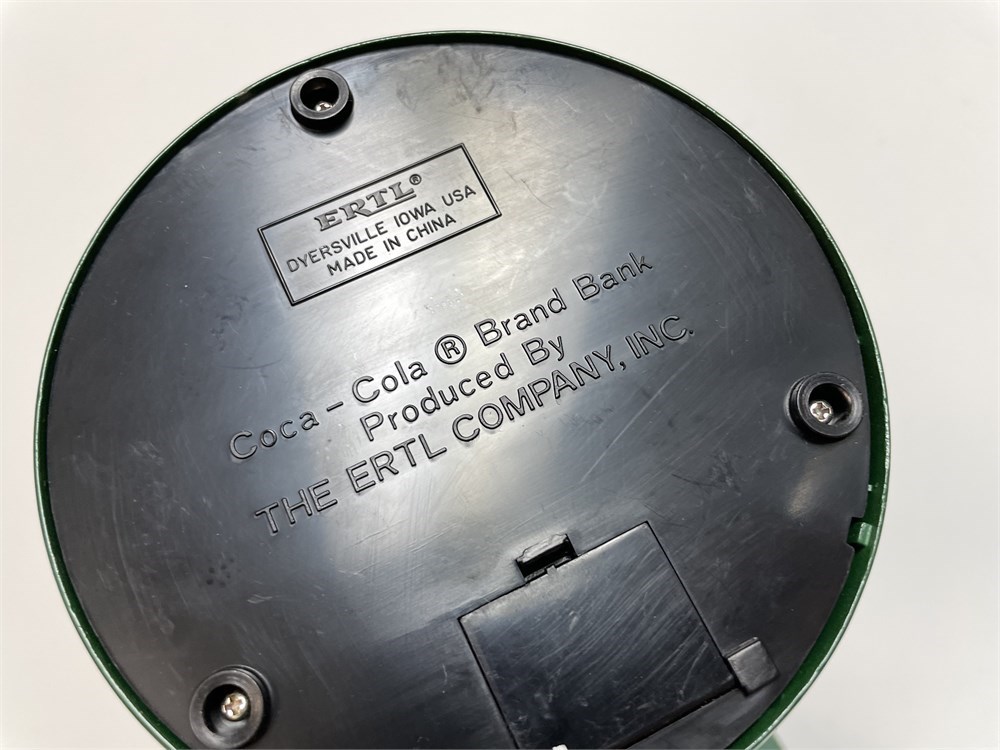 ERTL®
DYERSVILLE IOWA USA
MADE IN CHINA
Coca-Cola ® Brand Bank
Produced By
THE ERTL COMPANY, INC.